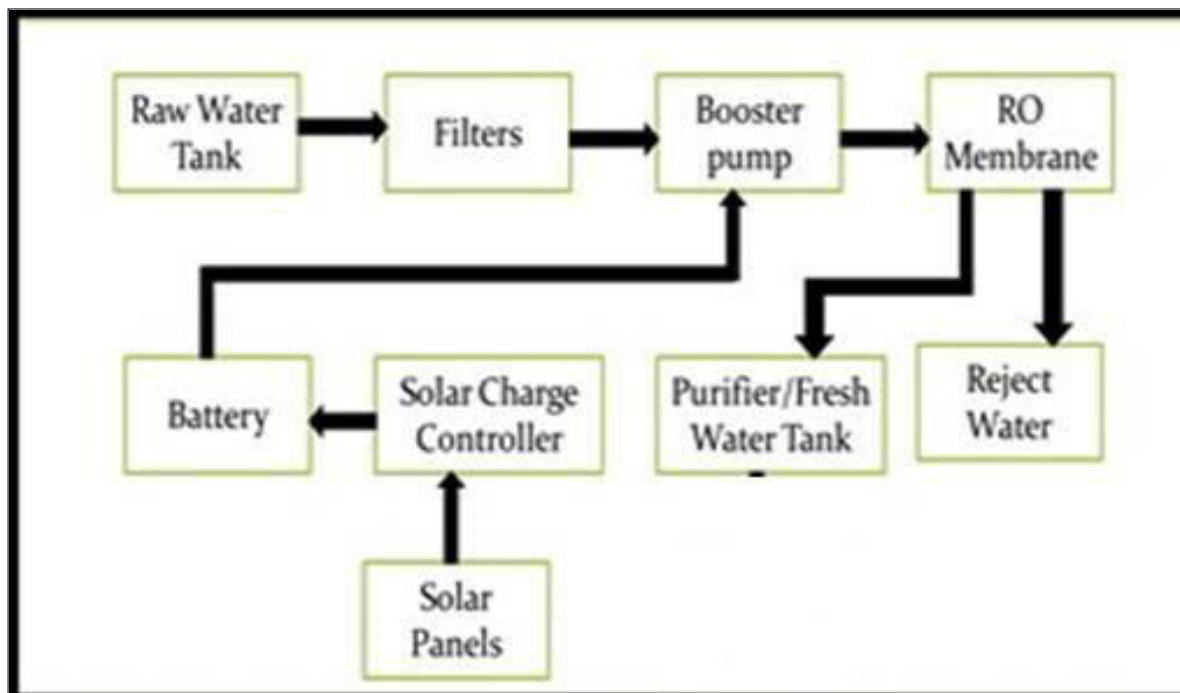 Raw Water
Tank
Filters
Booster
pump
RO
Membrane
Battery
Solar Charge
Controller
Purifier/Fresh
Water Tank
Reject
Water
Solar
Panels